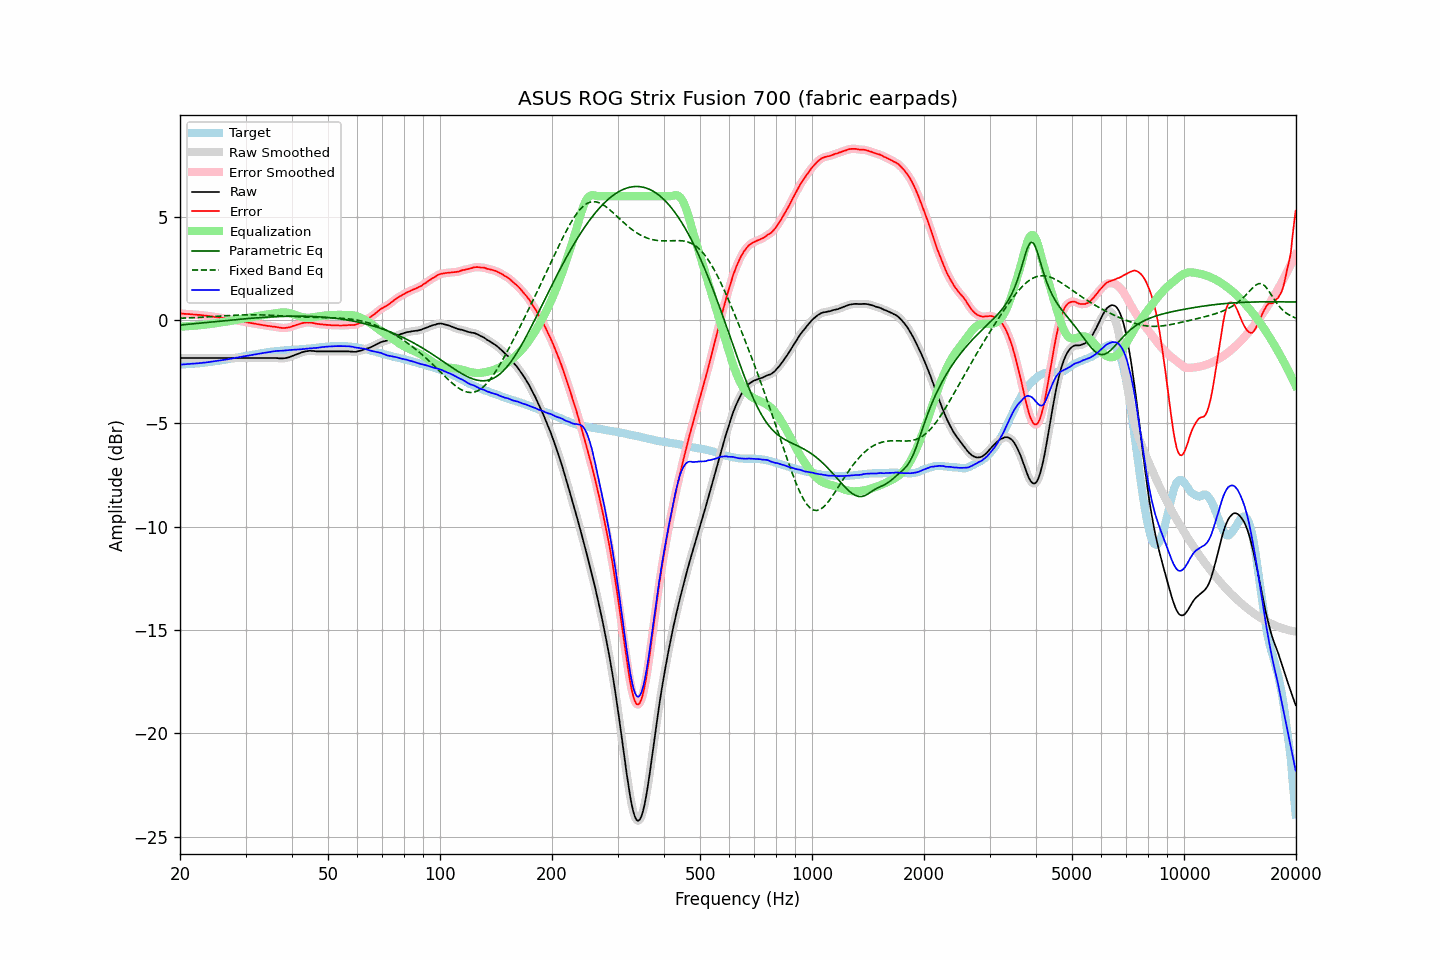 ASUS ROG Strix Fusion 700 (fabric earpads)
Target
Raw Smoothed
Error Smoothed
Raw
Error
Equalization
Parametric Eq
Fixed Band Eq
Equalized
Amplitude (dBr)
5
0
−5
−10
−15
−20
−25
20 50 100 200 500 1000 2000 5000 10000 20000
Frequency (Hz)